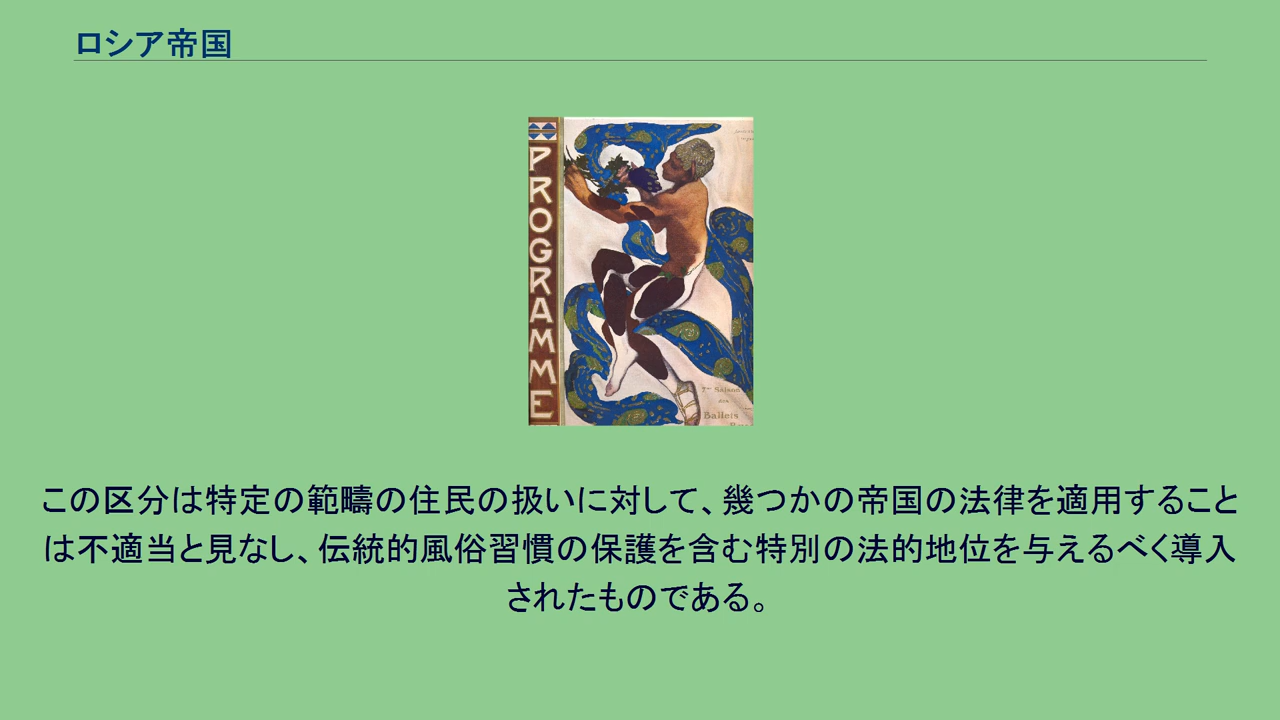 ロシア帝国
PROGRAMME
7me Saison
des
Ballets
この区分は特定の範疇の住民の扱いに対して、幾つかの帝国の法律を適用すること
は不適当と見なし、伝統的風俗習慣の保護を含む特別の法的地位を与えるべく導入
されたものである。